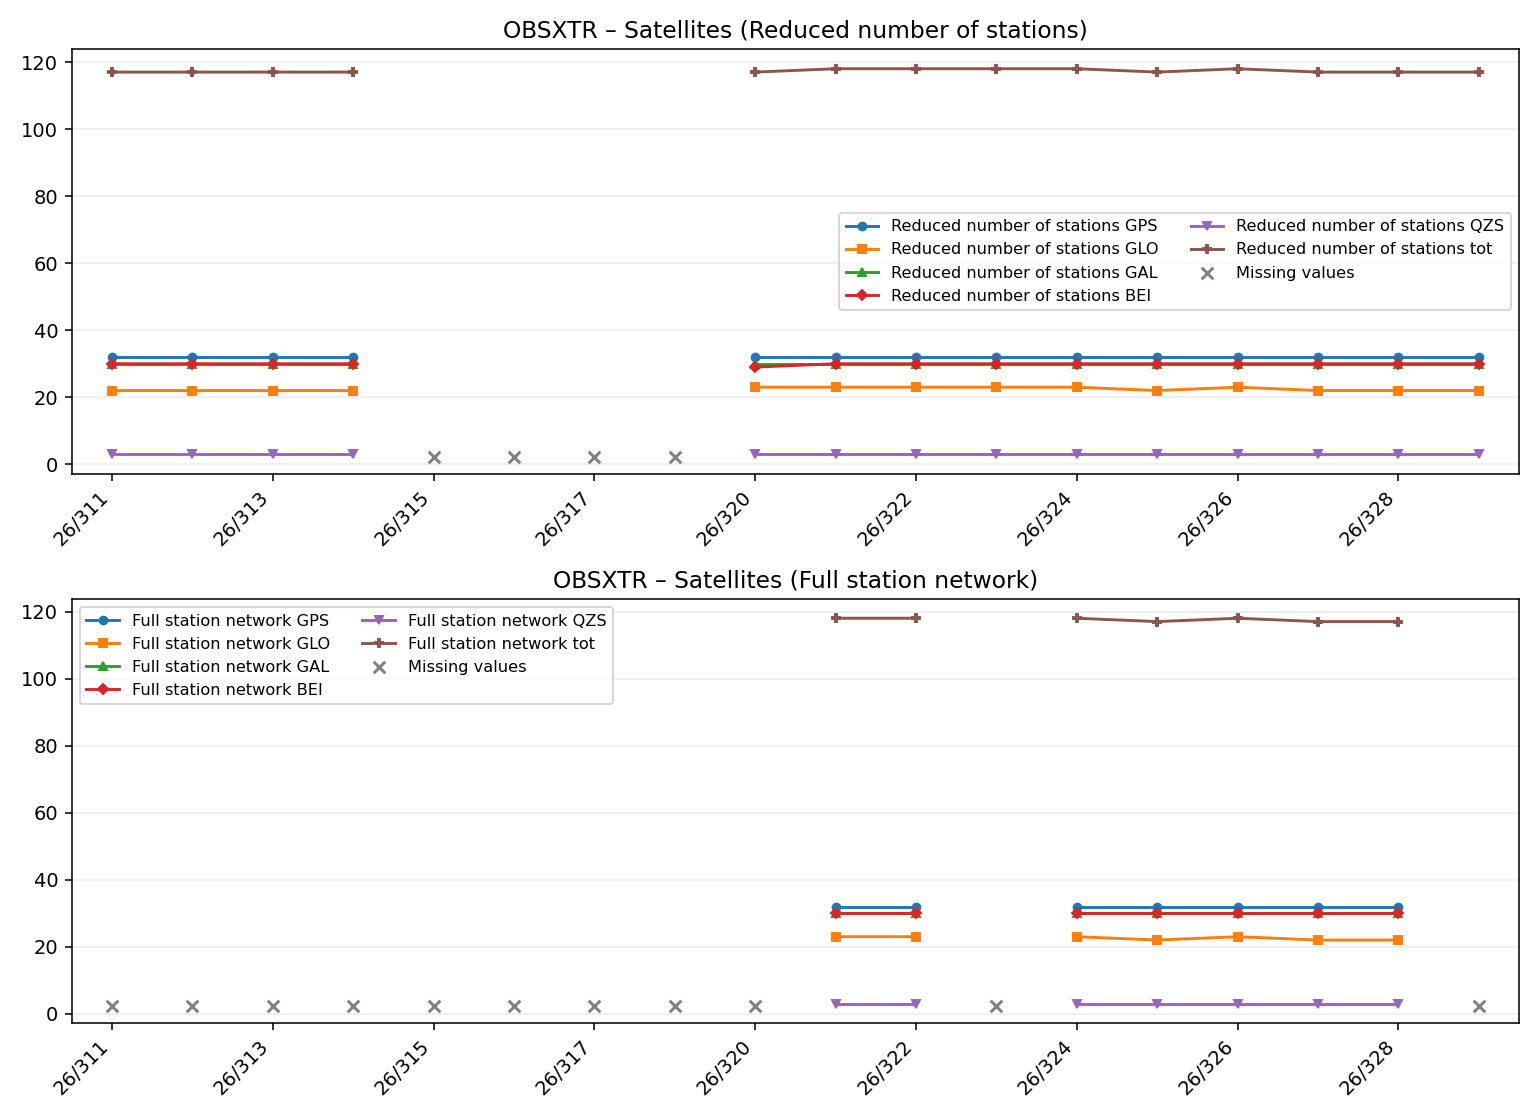 OBSXTR – Satellites (Reduced number of stations)
120
100
80
60
40
20
0
Reduced number of stations GPS
Reduced number of stations GLO
Reduced number of stations GAL
Reduced number of stations BEI
Reduced number of stations QZS
Reduced number of stations tot
Missing values
26/311
26/313
26/315
26/317
26/320
26/322
26/324
26/326
26/328
OBSXTR – Satellites (Full station network)
120
100
80
60
40
20
0
Full station network GPS
Full station network GLO
Full station network GAL
Full station network BEI
Full station network QZS
Full station network tot
Missing values
26/311
26/313
26/315
26/317
26/320
26/322
26/324
26/326
26/328